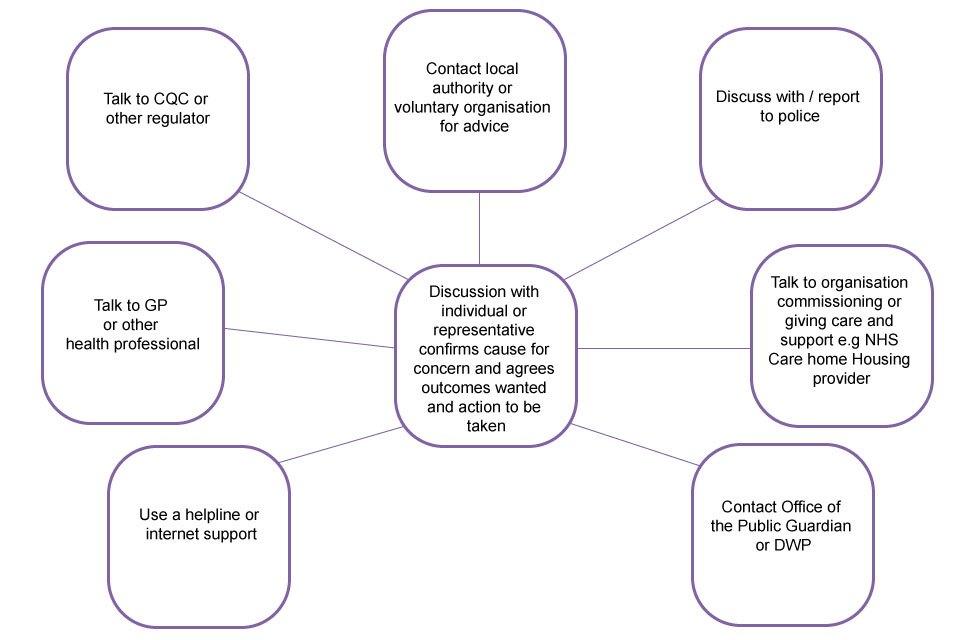 Talk to CQC or
other regulator
Contact local
authority or
voluntary organisation
for advice
Discuss with / report
to police
Talk to GP
or other
health professional
Discussion with
individual or
representative
confirms cause for
concern and agrees
outcomes wanted
and action to be
taken
Talk to organisation
commissioning or
giving care and
support e.g NHS
Care home Housing
provider
Use a helpline or
internet support
Contact Office of
the Public Guardian
or DWP